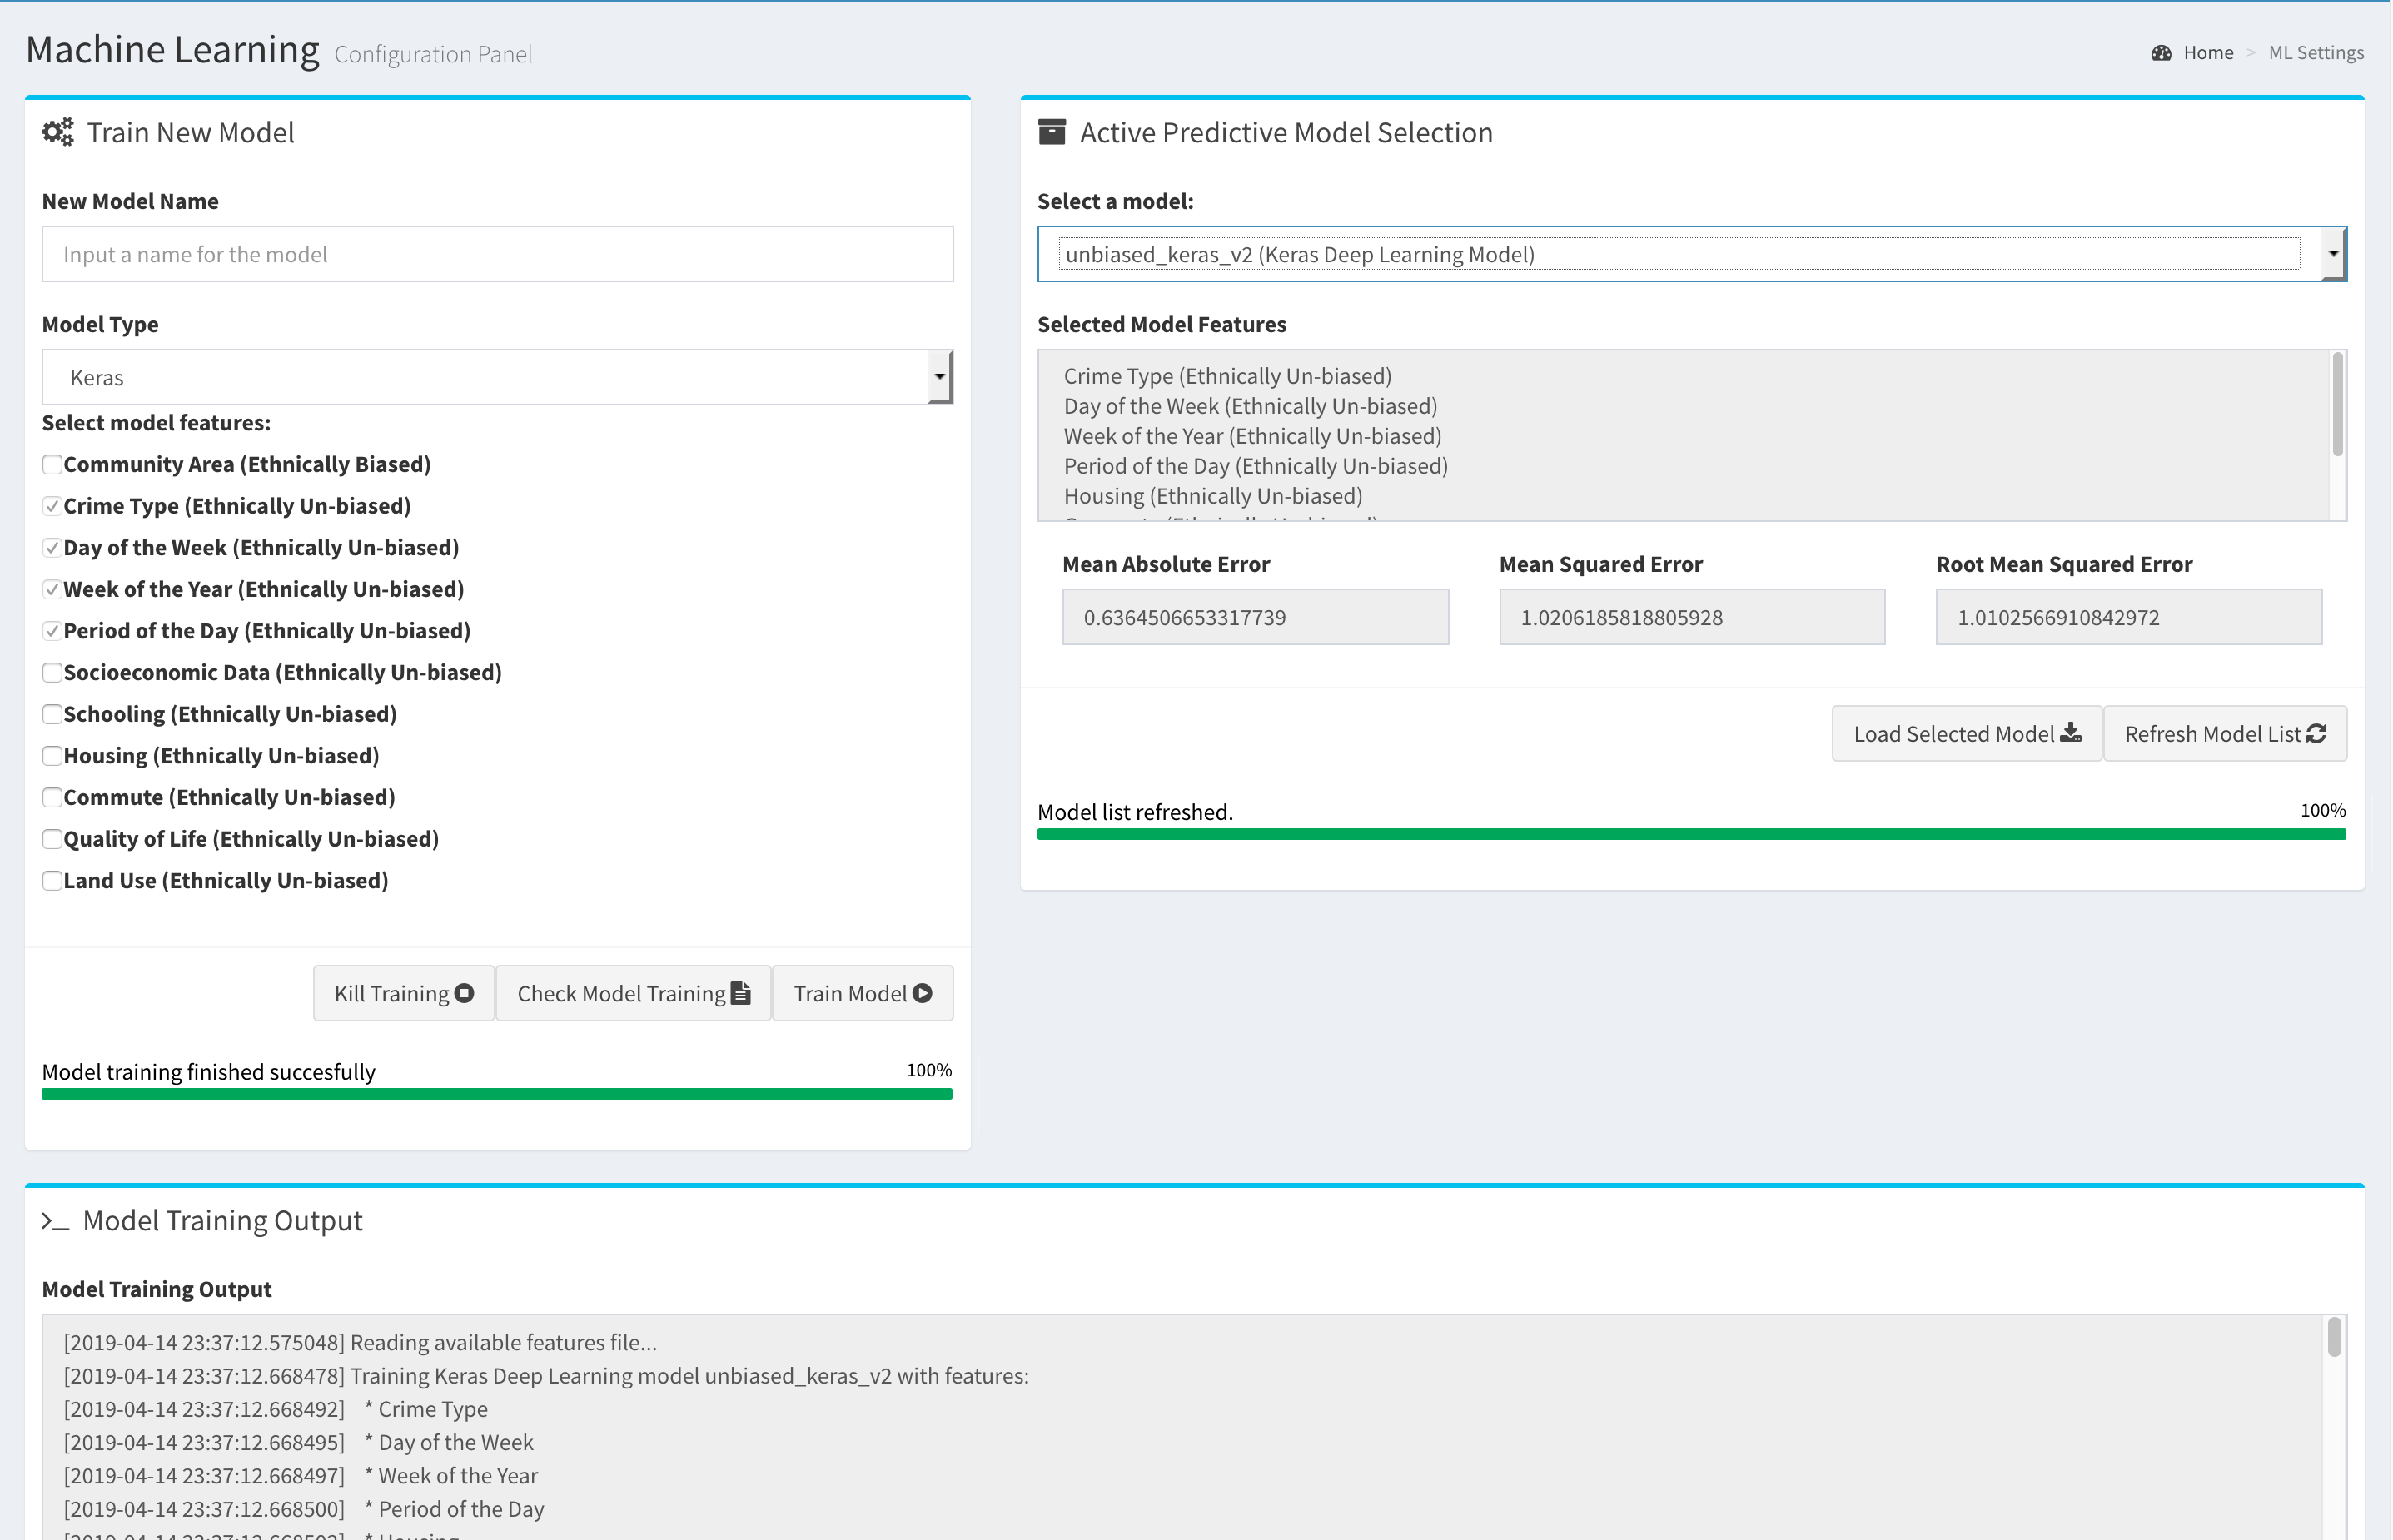 Machine Learning Configuration Panel
Home > ML Settings
Train New Model
New Model Name
Input a name for the model
Model Type
Keras
Select model features:
Community Area (Ethnically Biased)
Crime Type (Ethnically Un-biased)
Day of the Week (Ethnically Un-biased)
Week of the Year (Ethnically Un-biased)
Period of the Day (Ethnically Un-biased)
Socioeconomic Data (Ethnically Un-biased)
Schooling (Ethnically Un-biased)
Housing (Ethnically Un-biased)
Commute (Ethnically Un-biased)
Quality of Life (Ethnically Un-biased)
Land Use (Ethnically Un-biased)
Kill Training Check Model Training Train Model
Model training finished succesfully 100%
Active Predictive Model Selection
Select a model:
unbiased_keras_v2 (Keras Deep Learning Model)
Selected Model Features
Crime Type (Ethnically Un-biased)
Day of the Week (Ethnically Un-biased)
Week of the Year (Ethnically Un-biased)
Period of the Day (Ethnically Un-biased)
Housing (Ethnically Un-biased)
Mean Absolute Error Mean Squared Error Root Mean Squared Error
0.6364506653317739 1.0206185818805928 1.0102566910842972
Load Selected Model Refresh Model List
Model list refreshed. 100%
Model Training Output
Model Training Output
[2019-04-14 23:37:12.575048] Reading available features file...
[2019-04-14 23:37:12.668478] Training Keras Deep Learning model unbiased_keras_v2 with features:
[2019-04-14 23:37:12.668492] * Crime Type
[2019-04-14 23:37:12.668495] * Day of the Week
[2019-04-14 23:37:12.668497] * Week of the Year
[2019-04-14 23:37:12.668500] * Period of the Day